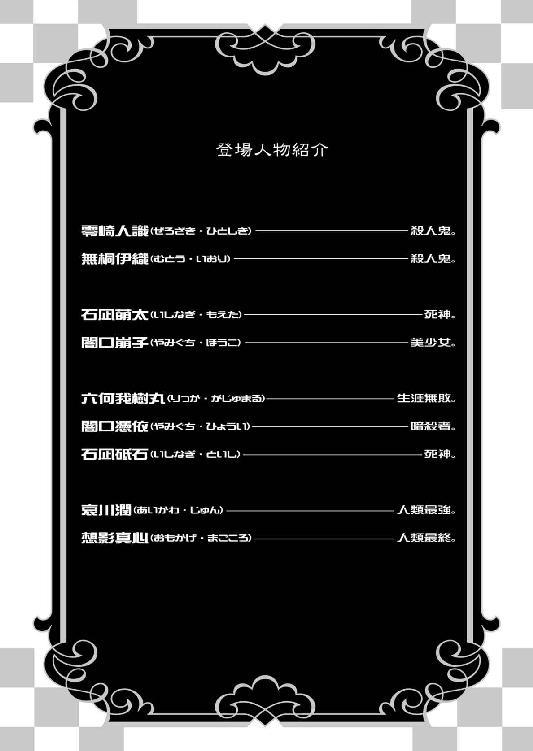 登場人物紹介
零崎人識(ぜろざき・ひとしき)――殺人鬼。
無桐伊織(むとう・いおり)――殺人鬼。
石凪萌太(いしなぎ・もえた)――死神。
闇口崩子(やみぐち・ほうこ)――美少女。
六何我樹丸(りっか・がじゅまる)――生涯無敗。
闇口憑依(やみぐち・ひょうい)――暗殺者。
石凪砥石(いしなぎ・といし)――死神。
哀川潤(あいかわ・じゅん)――人類最強。
想影真心(おもかげ・まごころ)――人類最終。